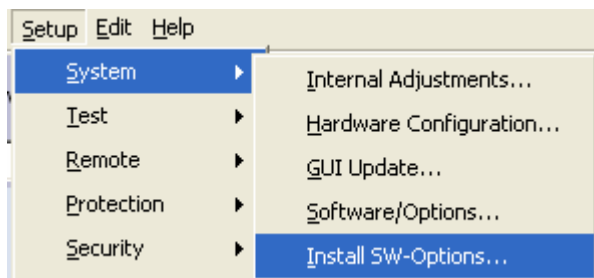 Setup Edit Help
System
Internal Adjustments...
Test
Hardware Configuration...
Remote
GUI Update...
Protection
Software/Options...
Security
Install SW-Options...